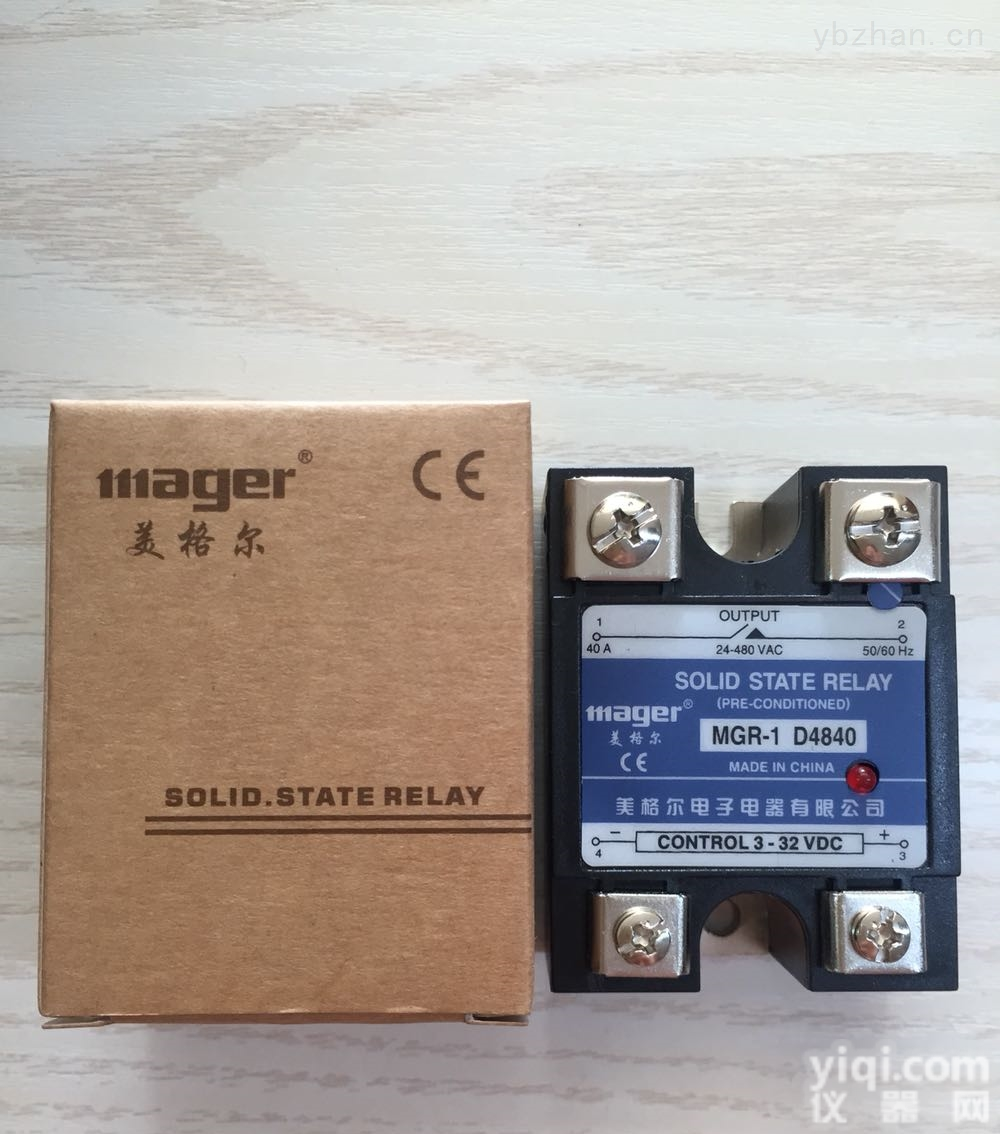 ybzhan.cn
mager®
CE
美格尔
SOLID.STATE RELAY
OUTPUT
1 2
40 A 24-480 VAC 50/60 Hz
SOLID STATE RELAY
(PRE-CONDITIONED)
mager®
美格尔
MGR-1 D4840
CE
MADE IN CHINA
美格尔电子电器有限公司
− CONTROL 3 - 32 VDC +
4 3
yiqi.com
仪器网